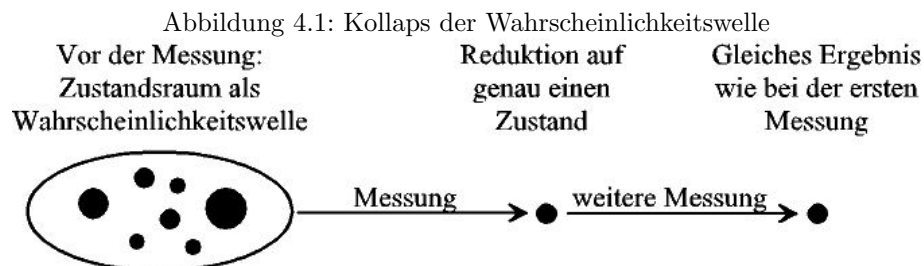 Abbildung 4.1: Kollaps der Wahrscheinlichkeitswelle
Vor der Messung:
Zustandsraum als
Wahrscheinlichkeitswelle
Reduktion auf
genau einen
Zustand
Gleiches Ergebnis
wie bei der ersten
Messung
Messung
weitere Messung